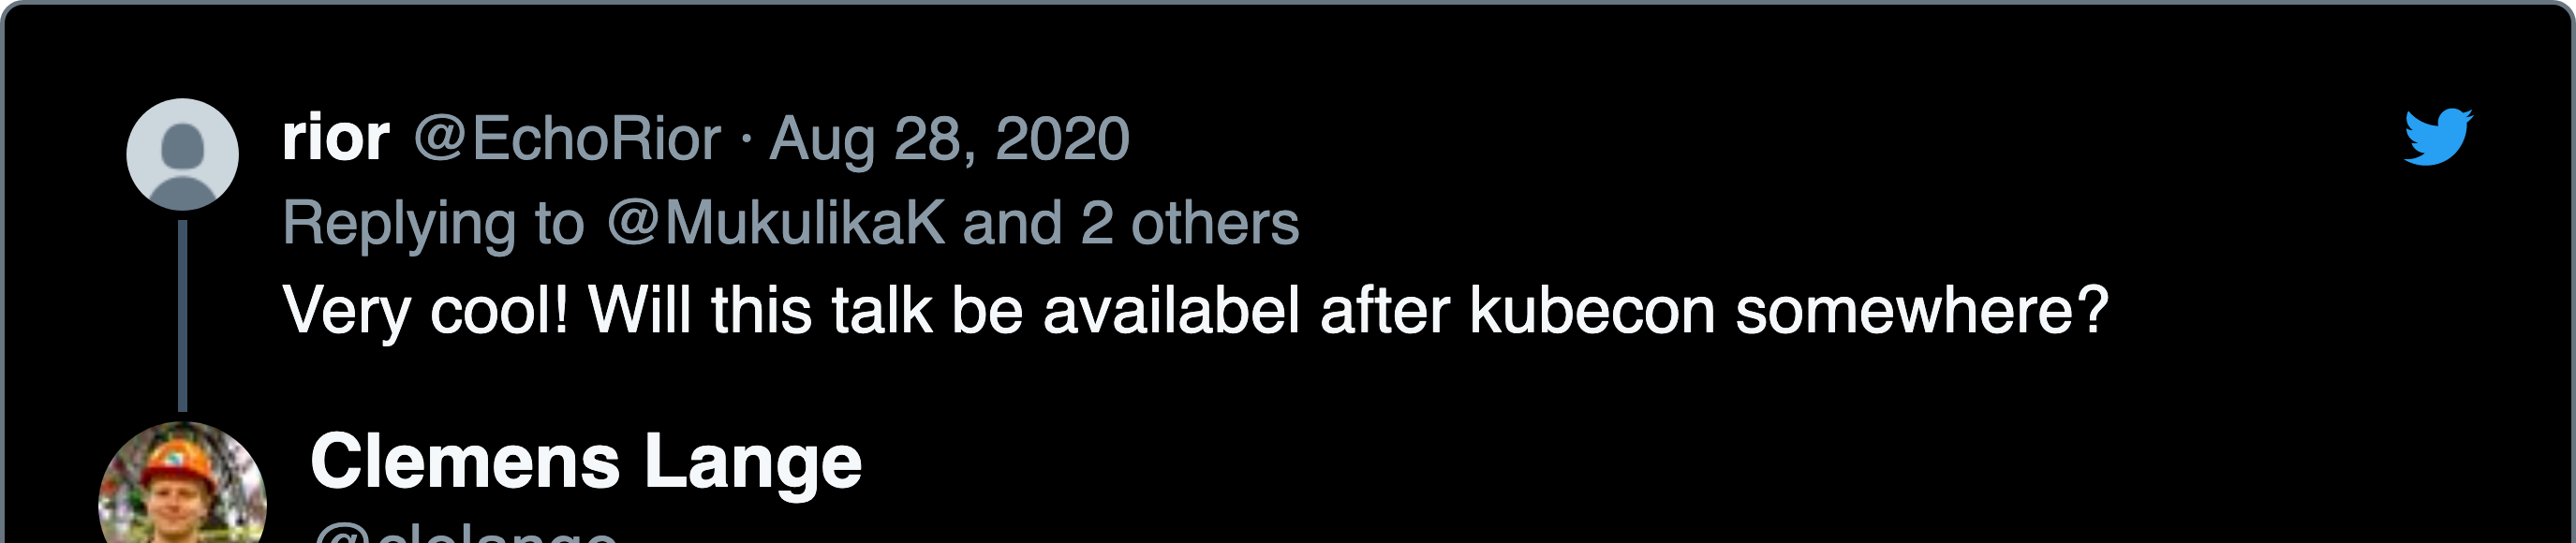 rior @EchoRior · Aug 28, 2020
Replying to @MukulikaK and 2 others
Very cool! Will this talk be availabel after kubecon somewhere?
Clemens Lange
@clelange